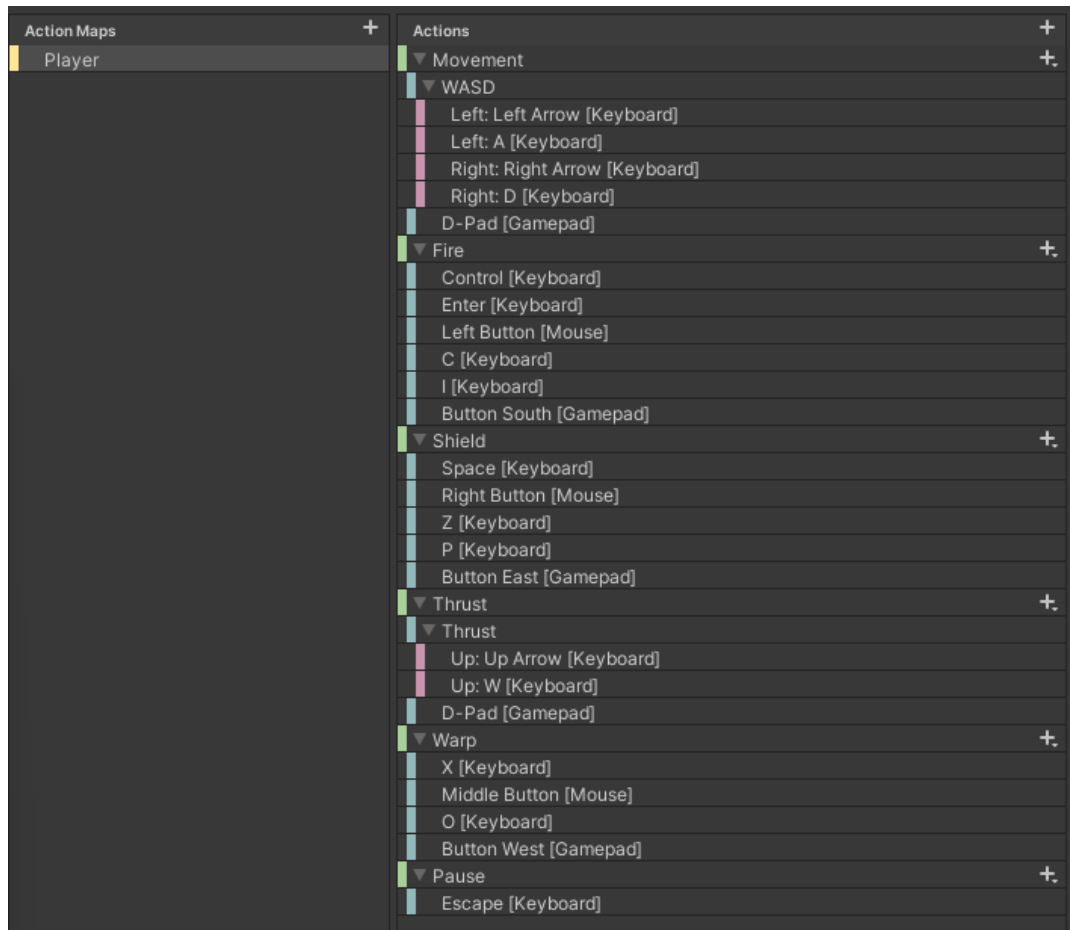 Action Maps
Player
Actions
Movement
WASD
Left: Left Arrow [Keyboard]
Left: A [Keyboard]
Right: Right Arrow [Keyboard]
Right: D [Keyboard]
D-Pad [Gamepad]
Fire
Control [Keyboard]
Enter [Keyboard]
Left Button [Mouse]
C [Keyboard]
I [Keyboard]
Button South [Gamepad]
Shield
Space [Keyboard]
Right Button [Mouse]
Z [Keyboard]
P [Keyboard]
Button East [Gamepad]
Thrust
Thrust
Up: Up Arrow [Keyboard]
Up: W [Keyboard]
D-Pad [Gamepad]
Warp
X [Keyboard]
Middle Button [Mouse]
O [Keyboard]
Button West [Gamepad]
Pause
Escape [Keyboard]